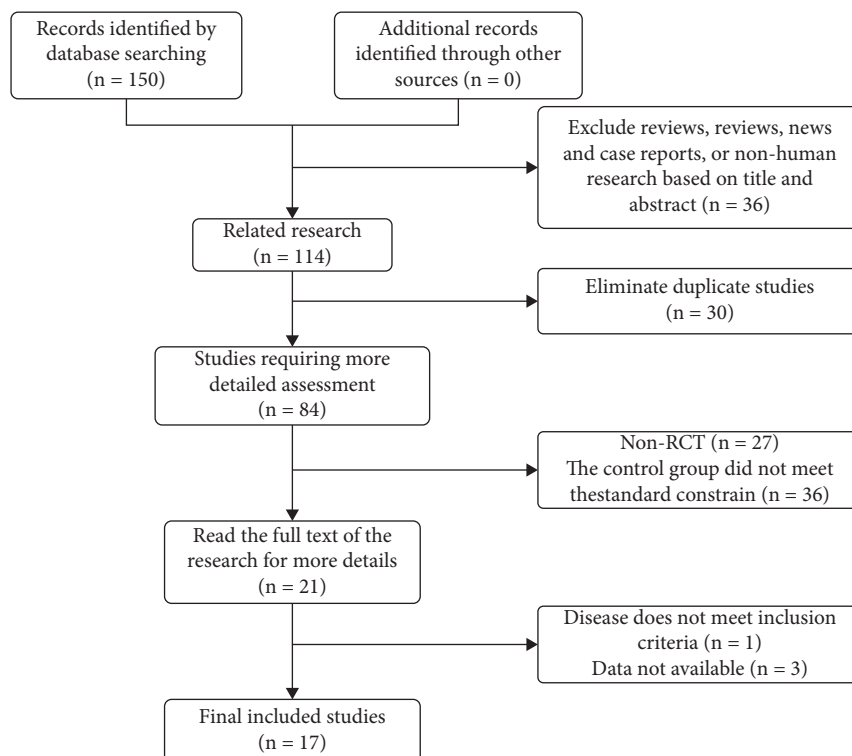 Records identified by
database searching
(n = 150)
Additional records
identified through other
sources (n = 0)
Exclude reviews, reviews, news
and case reports, or non-human
research based on title and
abstract (n = 36)
Related research
(n = 114)
Eliminate duplicate studies
(n = 30)
Studies requiring more
detailed assessment
(n = 84)
Non-RCT (n = 27)
The control group did not meet
thestandard constrain (n = 36)
Read the full text of the
research for more details
(n = 21)
Disease does not meet inclusion
criteria (n = 1)
Data not available (n = 3)
Final included studies
(n = 17)